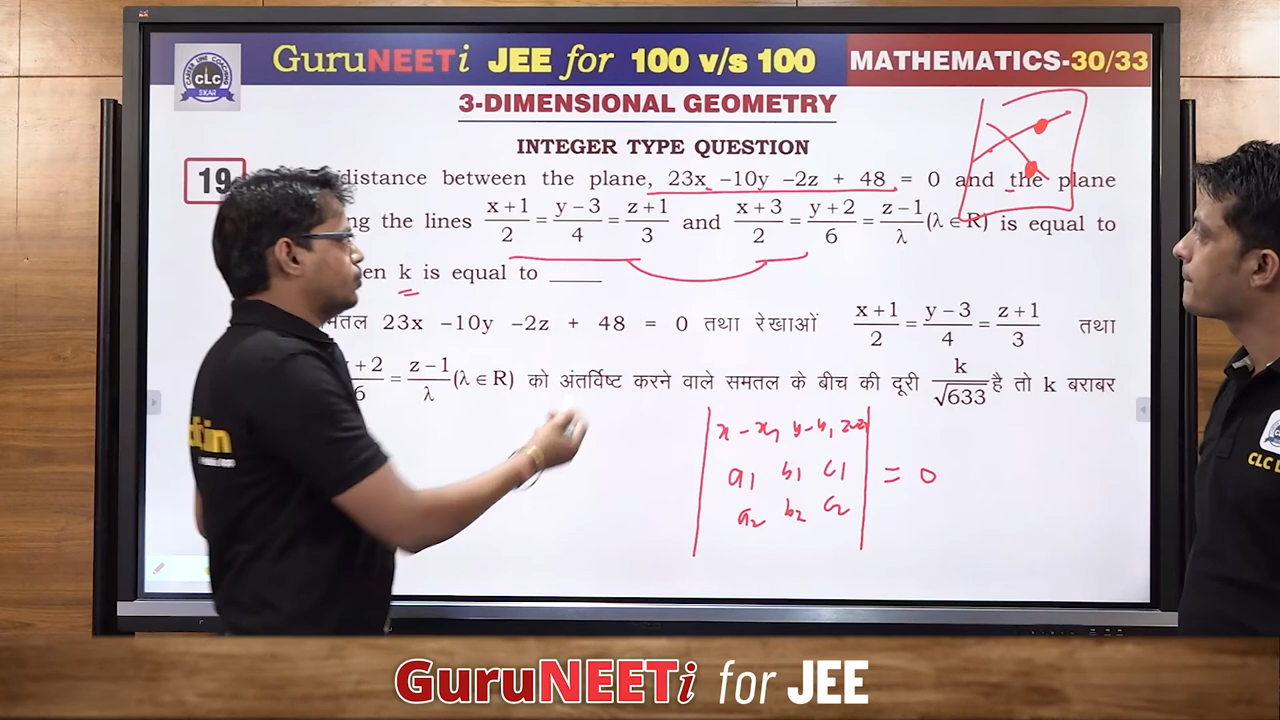 GuruNEETi JEE for 100 v/s 100 MATHEMATICS-30/33
CLC
SIKAR
3-DIMENSIONAL GEOMETRY
INTEGER TYPE QUESTION
19
distance between the plane, 23x −10y −2z + 48 = 0 and the plane
the lines x+1/2 = y−3/4 = z+1/3 and x+3/2 = y+2/6 = z−1/λ (λ∈R) is equal to
k is equal to _____
23x −10y −2z + 48 = 0 तथा रेखाओं x+1/2 = y−3/4 = z+1/3 तथा
+2/6 = z−1/λ (λ∈R) को अंतर्विष्ट करने वाले समतल के बीच की दूरी k/√633 है तो k बराबर
x−x₁ y−y₁ z−z₁
a₁ b₁ c₁ = 0
a₂ b₂ c₂
CLC
GuruNEETi for JEE